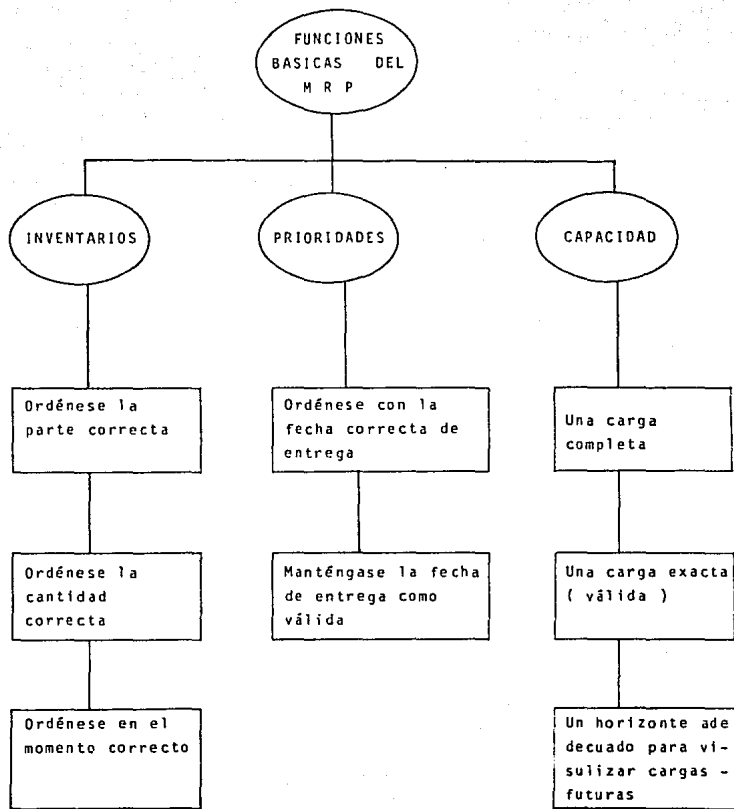 FUNCIONES
BASICAS DEL
M R P
INVENTARIOS
PRIORIDADES
CAPACIDAD
Ordénese la
parte correcta
Ordénese la
cantidad
correcta
Ordénese en el
momento correcto
Ordénese con la
fecha correcta de
entrega
Manténgase la fecha
de entrega como
válida
Una carga
completa
Una carga exacta
( válida )
Un horizonte ade
decuado para vi-
sulizar cargas -
futuras